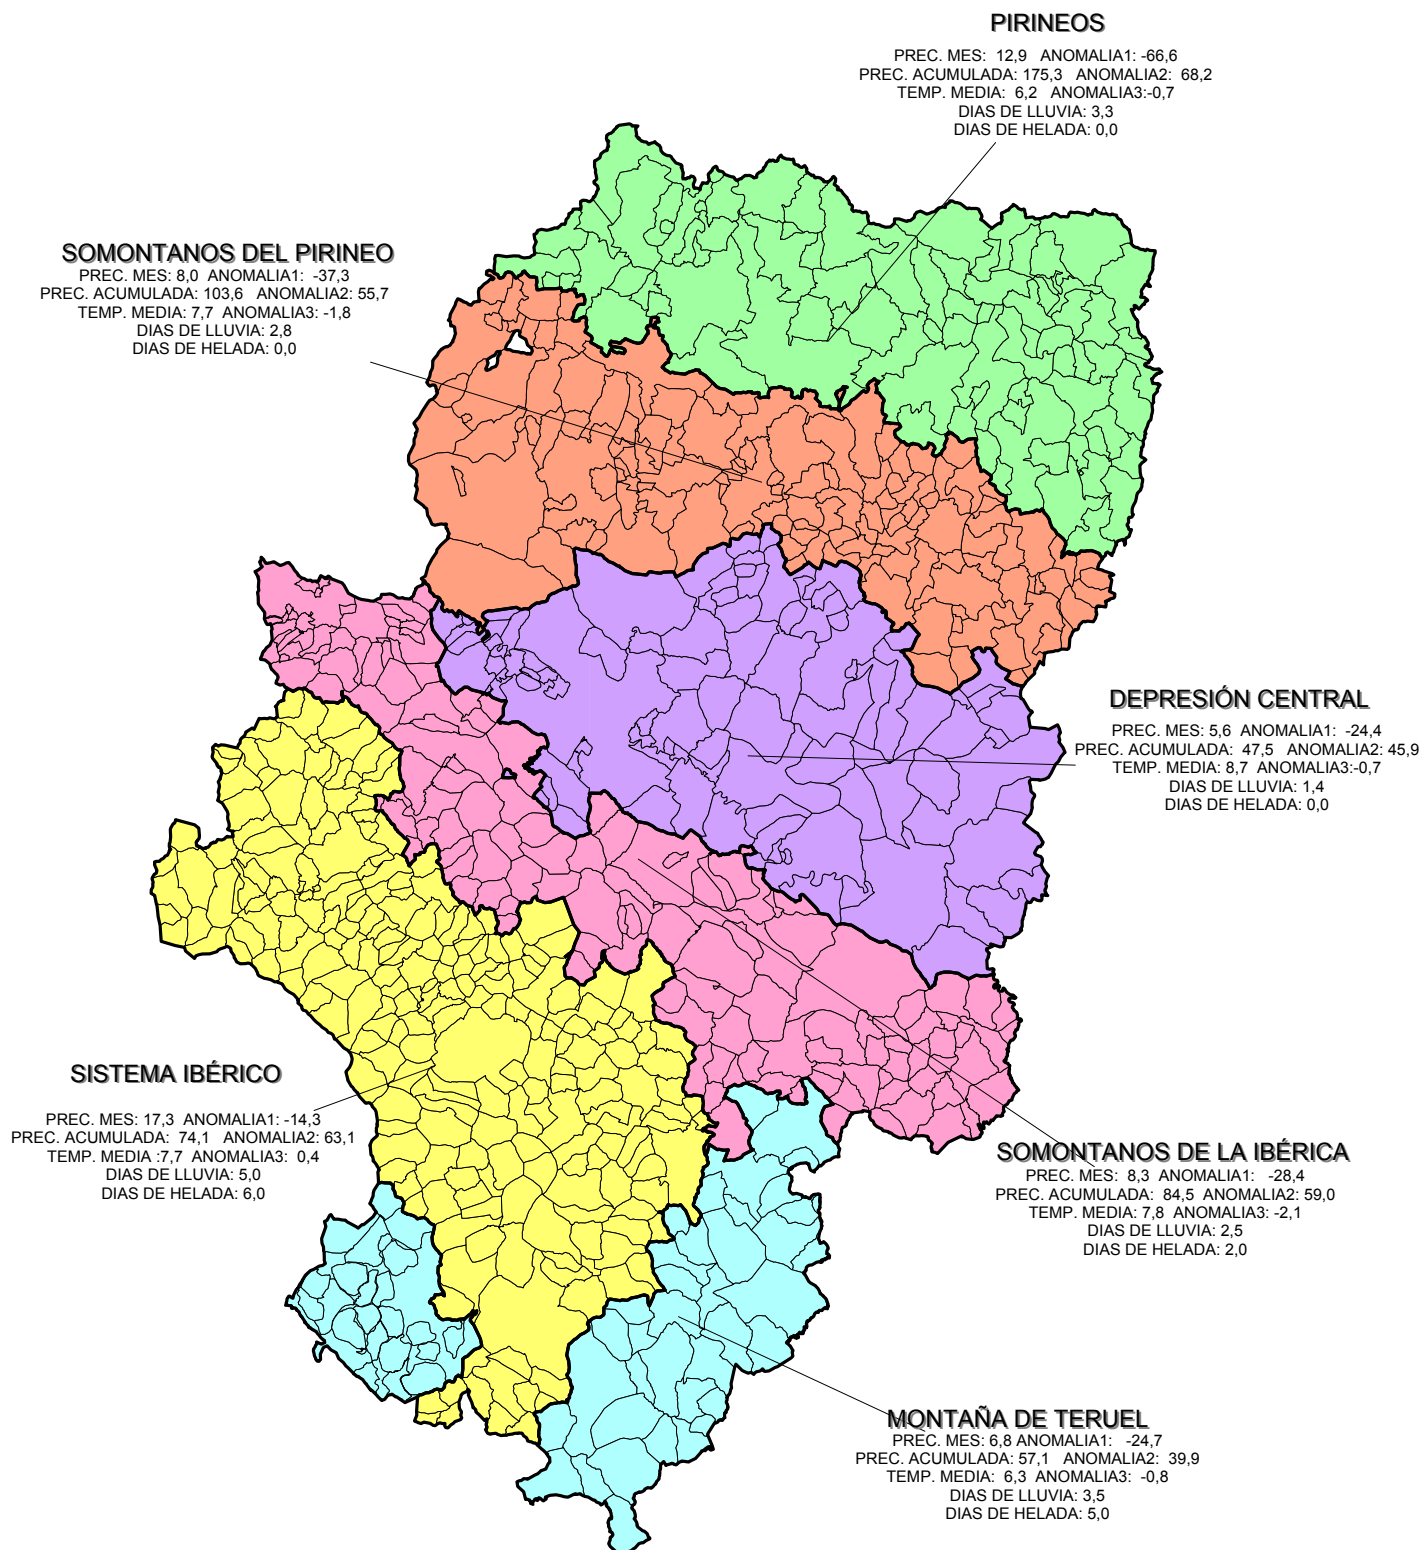 PIRINEOS
PREC. MES: 12,9 ANOMALIA1: -66,6
PREC. ACUMULADA: 175,3 ANOMALIA2: 68,2
TEMP. MEDIA: 6,2 ANOMALIA3:-0,7
DIAS DE LLUVIA: 3,3
DIAS DE HELADA: 0,0
SOMONTANOS DEL PIRINEO
PREC. MES: 8,0 ANOMALIA1: -37,3
PREC. ACUMULADA: 103,6 ANOMALIA2: 55,7
TEMP. MEDIA: 7,7 ANOMALIA3: -1,8
DIAS DE LLUVIA: 2,8
DIAS DE HELADA: 0,0
DEPRESIÓN CENTRAL
PREC. MES: 5,6 ANOMALIA1: -24,4
PREC. ACUMULADA: 47,5 ANOMALIA2: 45,9
TEMP. MEDIA: 8,7 ANOMALIA3:-0,7
DIAS DE LLUVIA: 1,4
DIAS DE HELADA: 0,0
SISTEMA IBÉRICO
PREC. MES: 17,3 ANOMALIA1: -14,3
PREC. ACUMULADA: 74,1 ANOMALIA2: 63,1
TEMP. MEDIA :7,7 ANOMALIA3: 0,4
DIAS DE LLUVIA: 5,0
DIAS DE HELADA: 6,0
SOMONTANOS DE LA IBÉRICA
PREC. MES: 8,3 ANOMALIA1: -28,4
PREC. ACUMULADA: 84,5 ANOMALIA2: 59,0
TEMP. MEDIA: 7,8 ANOMALIA3: -2,1
DIAS DE LLUVIA: 2,5
DIAS DE HELADA: 2,0
MONTAÑA DE TERUEL
PREC. MES: 6,8 ANOMALIA1: -24,7
PREC. ACUMULADA: 57,1 ANOMALIA2: 39,9
TEMP. MEDIA: 6,3 ANOMALIA3: -0,8
DIAS DE LLUVIA: 3,5
DIAS DE HELADA: 5,0